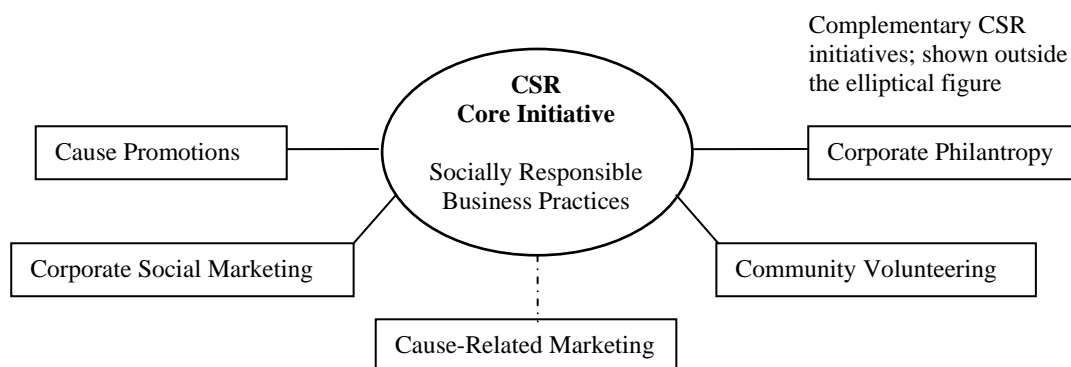 Complementary CSR
initiatives; shown outside
the elliptical figure
CSR
Core Initiative
Socially Responsible
Business Practices
Cause Promotions
Corporate Philantropy
Corporate Social Marketing
Community Volunteering
Cause-Related Marketing